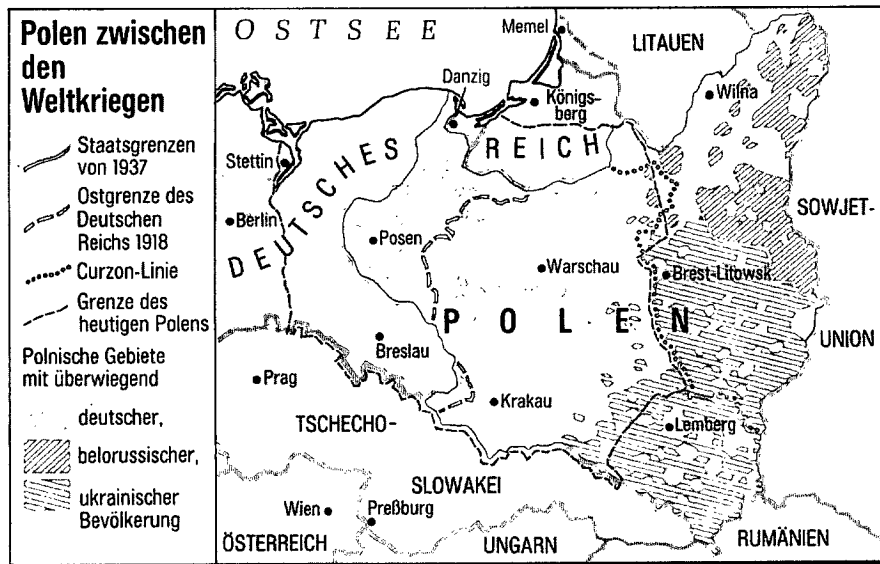 Polen zwischen
den
Weltkriegen
Staatsgrenzen
von 1937
Ostgrenze des
Deutschen
Reichs 1918
Curzon-Linie
Grenze des
heutigen Polens
Polnische Gebiete
mit überwiegend
deutscher,
belorussischer,
ukrainischer
Bevölkerung
OSTSEE
Memel
LITAUEN
Danzig
Königs-
berg
Wilna
Stettin
DEUTSCHES
REICH
Berlin
SOWJET-
Posen
Warschau
Brest-Litowsk
POLEN
UNION
Breslau
Prag
Krakau
Lemberg
TSCHECHO-
SLOWAKEI
Wien
Preßburg
ÖSTERREICH
UNGARN
RUMÄNIEN